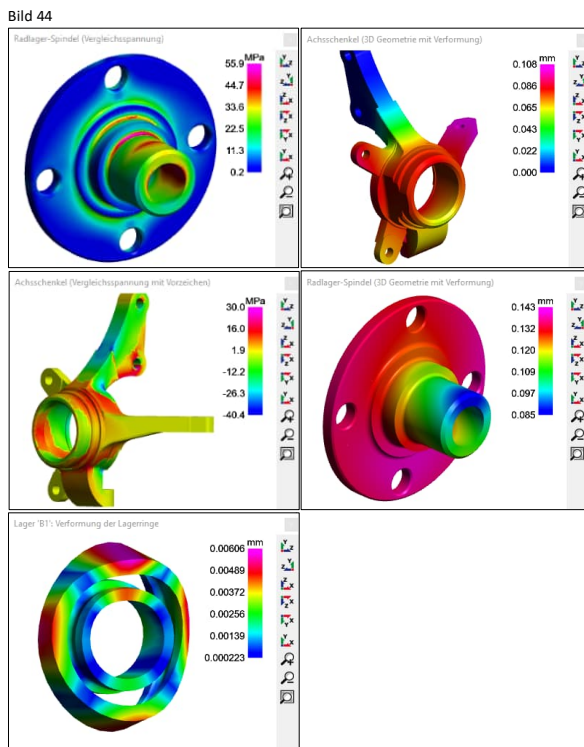 Bild 44
Radlager-Spindel (Vergleichsspannung)
MPa
55.9
44.7
33.6
22.5
11.3
0.2
Achsschenkel (3D Geometrie mit Verformung)
0.108 mm
0.086
0.065
0.043
0.022
0.000
Achsschenkel (Vergleichsspannung mit Vorzeichen)
30.0 MPa
16.0
1.9
-12.2
-26.3
-40.4
Radlager-Spindel (3D Geometrie mit Verformung)
0.143 mm
0.132
0.120
0.108
0.097
0.085
Lager 'B1': Verformung der Lagerringe
0.00606 mm
0.00489
0.00372
0.00256
0.00139
0.000223